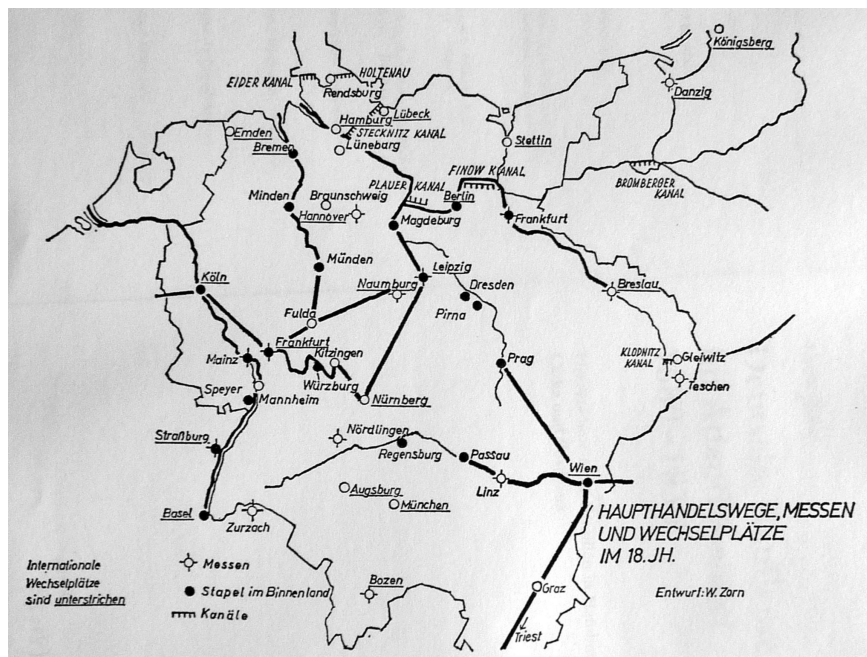 Königsberg
EIDER KANAL
HOLTENAU
Rendsburg
Danzig
Lübeck
Hamburg
STECKNITZ KANAL
Emden
Bremen
Lüneburg
Stettin
FINOW KANAL
PLAUER KANAL
BROMBERGER
KANAL
Berlin
Minden
Braunschweig
Hannover
Magdeburg
Frankfurt
Münden
Leipzig
Köln
Naumburg
Dresden
Pirna
Breslau
Fulda
Frankfurt
Kitzingen
Mainz
Würzburg
Prag
KLODNITZ
KANAL
Gleiwitz
Teschen
Speyer
Mannheim
Nürnberg
Nördlingen
Straßburg
Regensburg
Passau
Linz
Wien
Augsburg
München
Basel
Zurzach
HAUPTHANDELSWEGE, MESSEN
UND WECHSELPLÄTZE
IM 18. JH.
Internationale
Wechselplätze
sind unterstrichen
Messen
Stapel im Binnenland
Kanäle
Bozen
Graz
Triest
Entwurf: W. Zorn